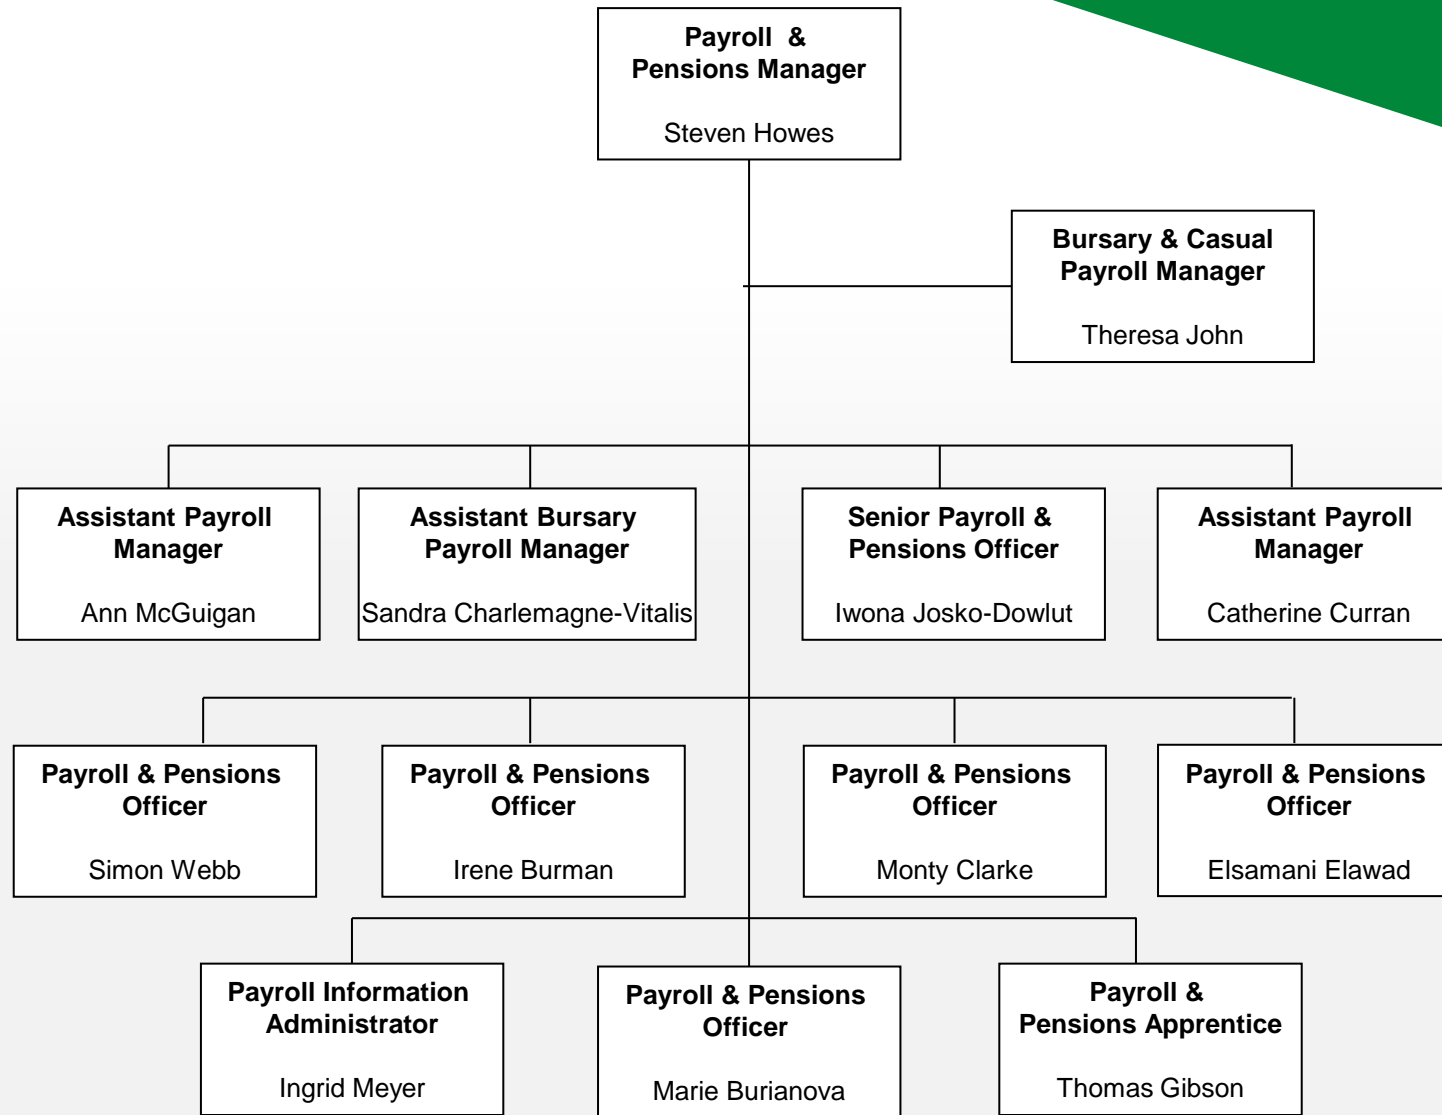 Payroll &
Pensions Manager
Steven Howes
Bursary & Casual
Payroll Manager
Theresa John
Assistant Payroll
Manager
Ann McGuigan
Assistant Bursary
Payroll Manager
Sandra Charlemagne-Vitalis
Senior Payroll &
Pensions Officer
Iwona Josko-Dowlut
Assistant Payroll
Manager
Catherine Curran
Payroll & Pensions
Officer
Simon Webb
Payroll & Pensions
Officer
Irene Burman
Payroll & Pensions
Officer
Monty Clarke
Payroll & Pensions
Officer
Elsamani Elawad
Payroll Information
Administrator
Ingrid Meyer
Payroll & Pensions
Officer
Marie Burianova
Payroll &
Pensions Apprentice
Thomas Gibson